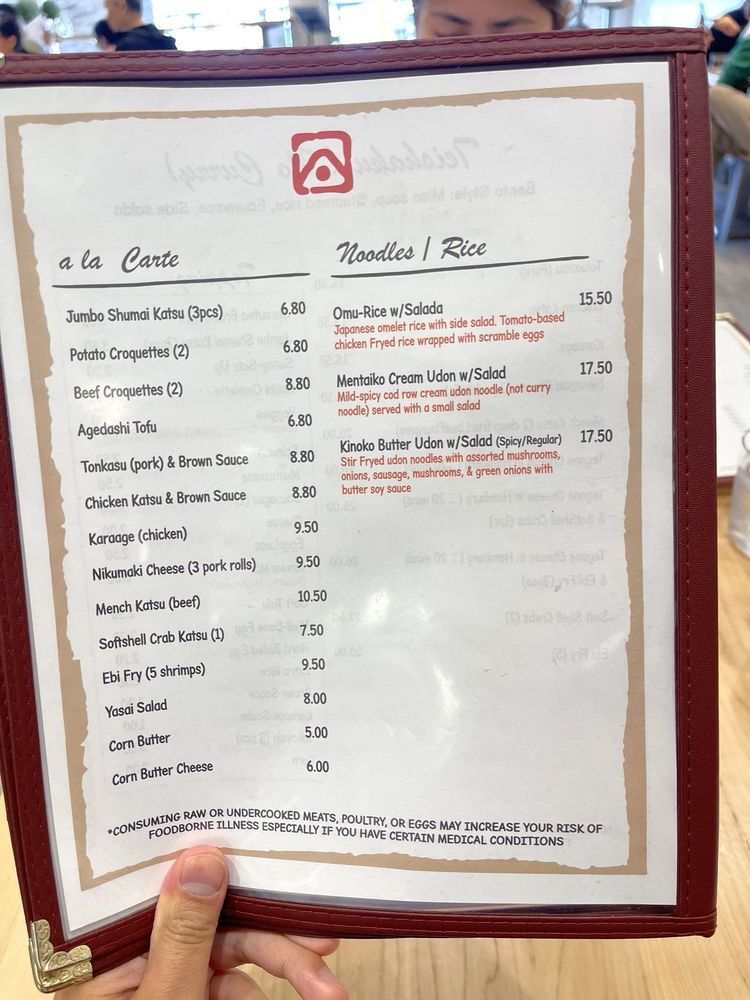 a la Carte
Jumbo Shumai Katsu (3pcs) 6.80
Potato Croquettes (2) 6.80
Beef Croquettes (2) 8.80
Agedashi Tofu 6.80
Tonkasu (pork) & Brown Sauce 8.80
Chicken Katsu & Brown Sauce 8.80
Karaage (chicken) 9.50
Nikumaki Cheese (3 pork rolls) 9.50
Mench Katsu (beef) 10.50
Softshell Crab Katsu (1) 7.50
Ebi Fry (5 shrimps) 9.50
Yasai Salad 8.00
Corn Butter 5.00
Corn Butter Cheese 6.00
Noodles / Rice
Omu-Rice w/Salada 15.50
Japanese omelet rice with side salad. Tomato-based
chicken Fryed rice wrapped with scramble eggs
Mentaiko Cream Udon w/Salad 17.50
Mild-spicy cod row cream udon noodle (not curry
noodle) served with a small salad
Kinoko Butter Udon w/Salad (Spicy/Regular) 17.50
Stir Fryed udon noodles with assorted mushrooms,
onions, sausage, mushrooms, & green onions with
butter soy sauce
*CONSUMING RAW OR UNDERCOOKED MEATS, POULTRY, OR EGGS MAY INCREASE YOUR RISK OF
FOODBORNE ILLNESS ESPECIALLY IF YOU HAVE CERTAIN MEDICAL CONDITIONS